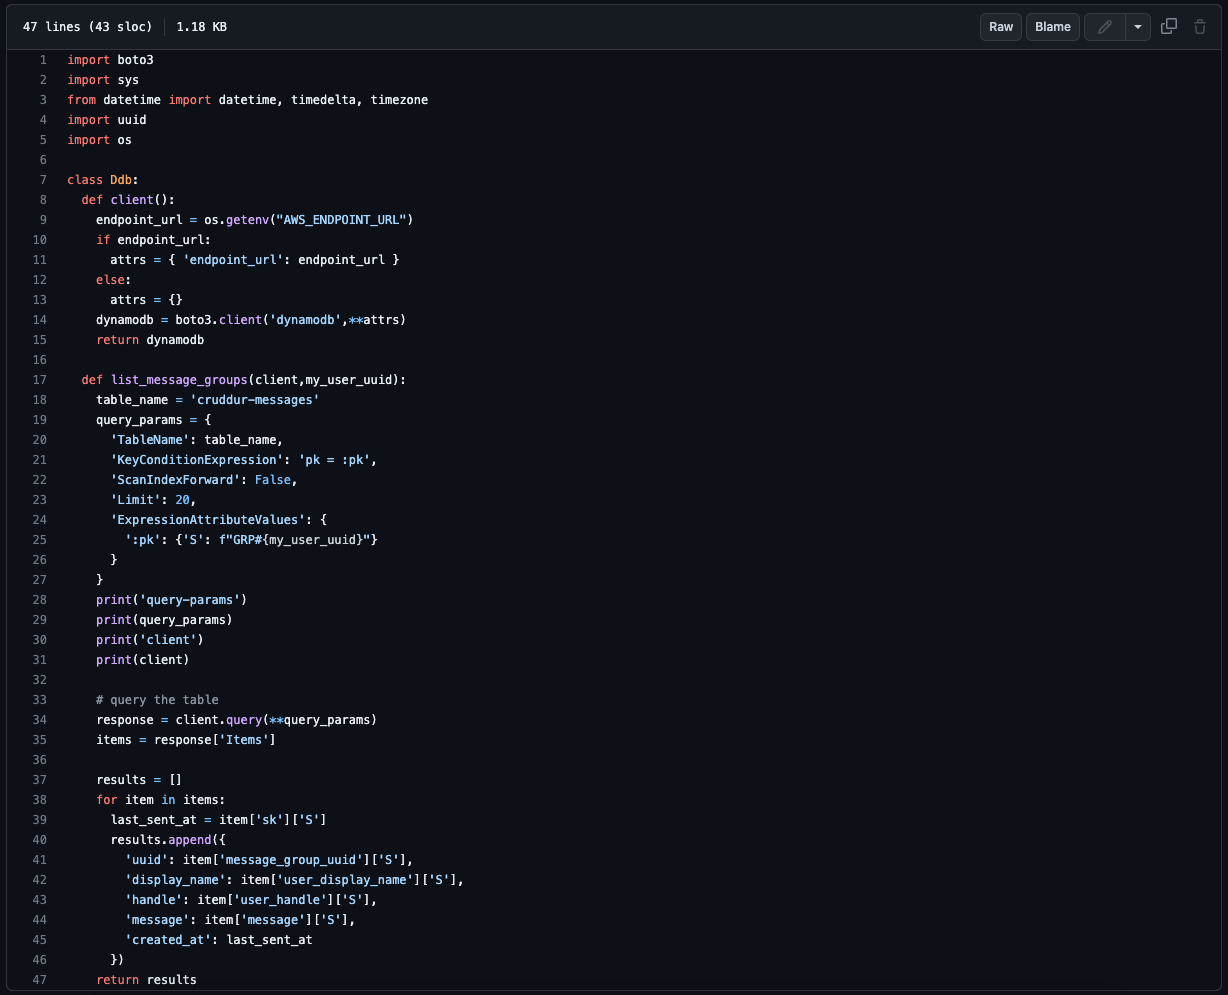 47 lines (43 sloc) 1.18 KB Raw Blame
1 import boto3
2 import sys
3 from datetime import datetime, timedelta, timezone
4 import uuid
5 import os
6
7 class Ddb:
8   def client():
9     endpoint_url = os.getenv("AWS_ENDPOINT_URL")
10     if endpoint_url:
11       attrs = { 'endpoint_url': endpoint_url }
12     else:
13       attrs = {}
14     dynamodb = boto3.client('dynamodb',**attrs)
15     return dynamodb
16
17   def list_message_groups(client,my_user_uuid):
18     table_name = 'cruddur-messages'
19     query_params = {
20       'TableName': table_name,
21       'KeyConditionExpression': 'pk = :pk',
22       'ScanIndexForward': False,
23       'Limit': 20,
24       'ExpressionAttributeValues': {
25         ':pk': {'S': f"GRP#{my_user_uuid}"}
26       }
27     }
28     print('query-params')
29     print(query_params)
30     print('client')
31     print(client)
32
33     # query the table
34     response = client.query(**query_params)
35     items = response['Items']
36
37     results = []
38     for item in items:
39       last_sent_at = item['sk']['S']
40       results.append({
41         'uuid': item['message_group_uuid']['S'],
42         'display_name': item['user_display_name']['S'],
43         'handle': item['user_handle']['S'],
44         'message': item['message']['S'],
45         'created_at': last_sent_at
46       })
47     return results